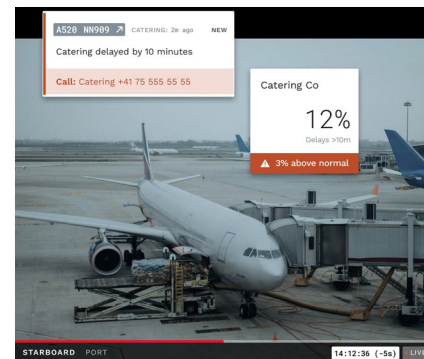 A520 NN909 ↗ CATERING: 2m ago NEW
Catering delayed by 10 minutes
Call: Catering +41 75 555 55 55
Catering Co
12%
Delays >10m
3% above normal
STARBOARD PORT
14:12:36 (-5s) LIVE